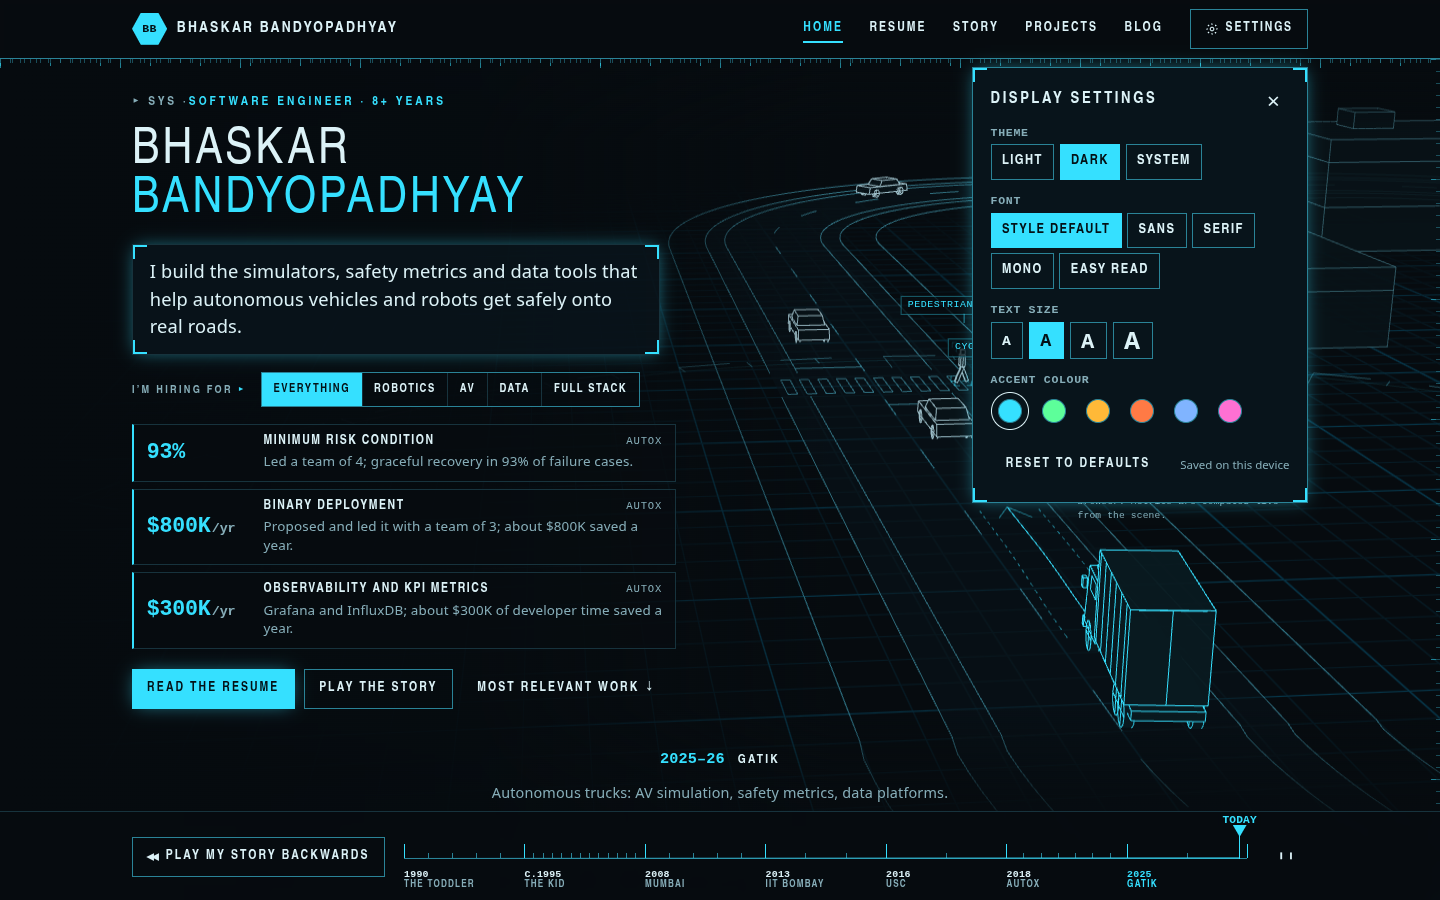 BB BHASKAR BANDYOPADHYAY
HOME RESUME STORY PROJECTS BLOG SETTINGS
SYS · SOFTWARE ENGINEER · 8+ YEARS
BHASKAR
BANDYOPADHYAY
I build the simulators, safety metrics and data tools that
help autonomous vehicles and robots get safely onto
real roads.
I'M HIRING FOR ▸ EVERYTHING ROBOTICS AV DATA FULL STACK
93%
MINIMUM RISK CONDITION AUTOX
Led a team of 4; graceful recovery in 93% of failure cases.
$800K/yr
BINARY DEPLOYMENT AUTOX
Proposed and led it with a team of 3; about $800K saved a
year.
$300K/yr
OBSERVABILITY AND KPI METRICS AUTOX
Grafana and InfluxDB; about $300K of developer time saved a
year.
READ THE RESUME PLAY THE STORY MOST RELEVANT WORK ↓
PEDESTRIAN
CYC
DISPLAY SETTINGS ✕
THEME
LIGHT DARK SYSTEM
FONT
STYLE DEFAULT SANS SERIF
MONO EASY READ
TEXT SIZE
A A A A
ACCENT COLOUR
RESET TO DEFAULTS Saved on this device
from the scene.
2025–26 GATIK
Autonomous trucks: AV simulation, safety metrics, data platforms.
PLAY MY STORY BACKWARDS
TODAY
1990 C.1995 2008 2013 2016 2018 2025
THE TODDLER THE KID MUMBAI IIT BOMBAY USC AUTOX GATIK